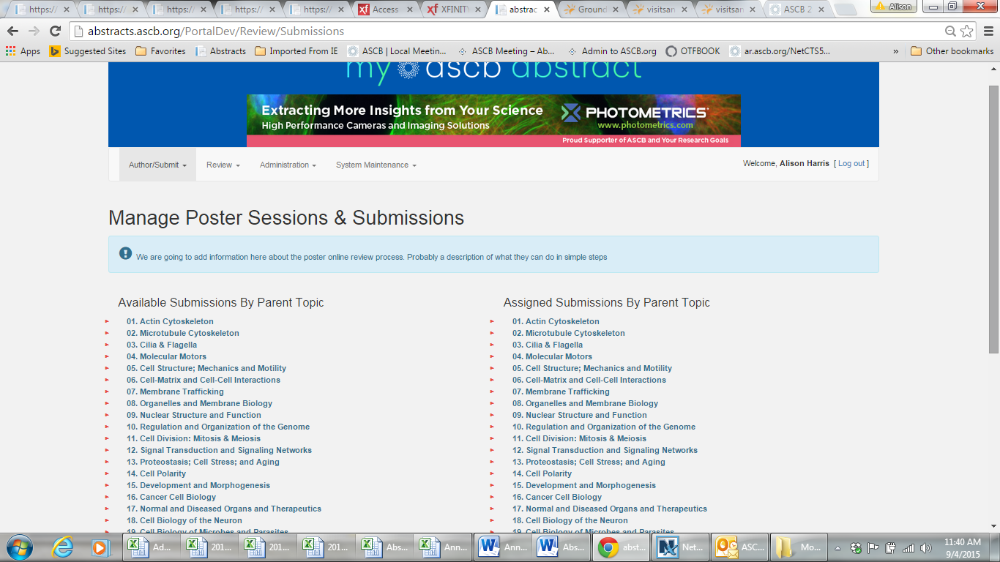 https:/
https:/
https:/
https:/
https:/
Access
XFINIT
abstrac
Ground
visitsan
visitsan
ASCB 2
Alison
abstracts.ascb.org/PortalDev/Review/Submissions
Apps Suggested Sites Favorites Abstracts Imported From IE ASCB | Local Meetin... ASCB Meeting – Ab... Admin to ASCB.org OTFBOOK ar.ascb.org/NetCTS5... » Other bookmarks
my ascb abstract
Extracting More Insights from Your Science
High Performance Cameras and Imaging Solutions
PHOTOMETRICS
www.photometrics.com
Proud Supporter of ASCB and Your Research Goals
Author/Submit Review Administration System Maintenance Welcome, Alison Harris [ Log out ]
Manage Poster Sessions & Submissions
We are going to add information here about the poster online review process. Probably a description of what they can do in simple steps
Available Submissions By Parent Topic
01. Actin Cytoskeleton
02. Microtubule Cytoskeleton
03. Cilia & Flagella
04. Molecular Motors
05. Cell Structure; Mechanics and Motility
06. Cell-Matrix and Cell-Cell Interactions
07. Membrane Trafficking
08. Organelles and Membrane Biology
09. Nuclear Structure and Function
10. Regulation and Organization of the Genome
11. Cell Division: Mitosis & Meiosis
12. Signal Transduction and Signaling Networks
13. Proteostasis; Cell Stress; and Aging
14. Cell Polarity
15. Development and Morphogenesis
16. Cancer Cell Biology
17. Normal and Diseased Organs and Therapeutics
18. Cell Biology of the Neuron
19. Cell Biology of Microbes and Parasites
Assigned Submissions By Parent Topic
01. Actin Cytoskeleton
02. Microtubule Cytoskeleton
03. Cilia & Flagella
04. Molecular Motors
05. Cell Structure; Mechanics and Motility
06. Cell-Matrix and Cell-Cell Interactions
07. Membrane Trafficking
08. Organelles and Membrane Biology
09. Nuclear Structure and Function
10. Regulation and Organization of the Genome
11. Cell Division: Mitosis & Meiosis
12. Signal Transduction and Signaling Networks
13. Proteostasis; Cell Stress; and Aging
14. Cell Polarity
15. Development and Morphogenesis
16. Cancer Cell Biology
17. Normal and Diseased Organs and Therapeutics
18. Cell Biology of the Neuron
19. Cell Biology of Microbes and Parasites
Ad... 201... 201... 201... Abs... Ann... Ann... Abs... abst... Net... ASC... Mo...
11:40 AM
9/4/2015